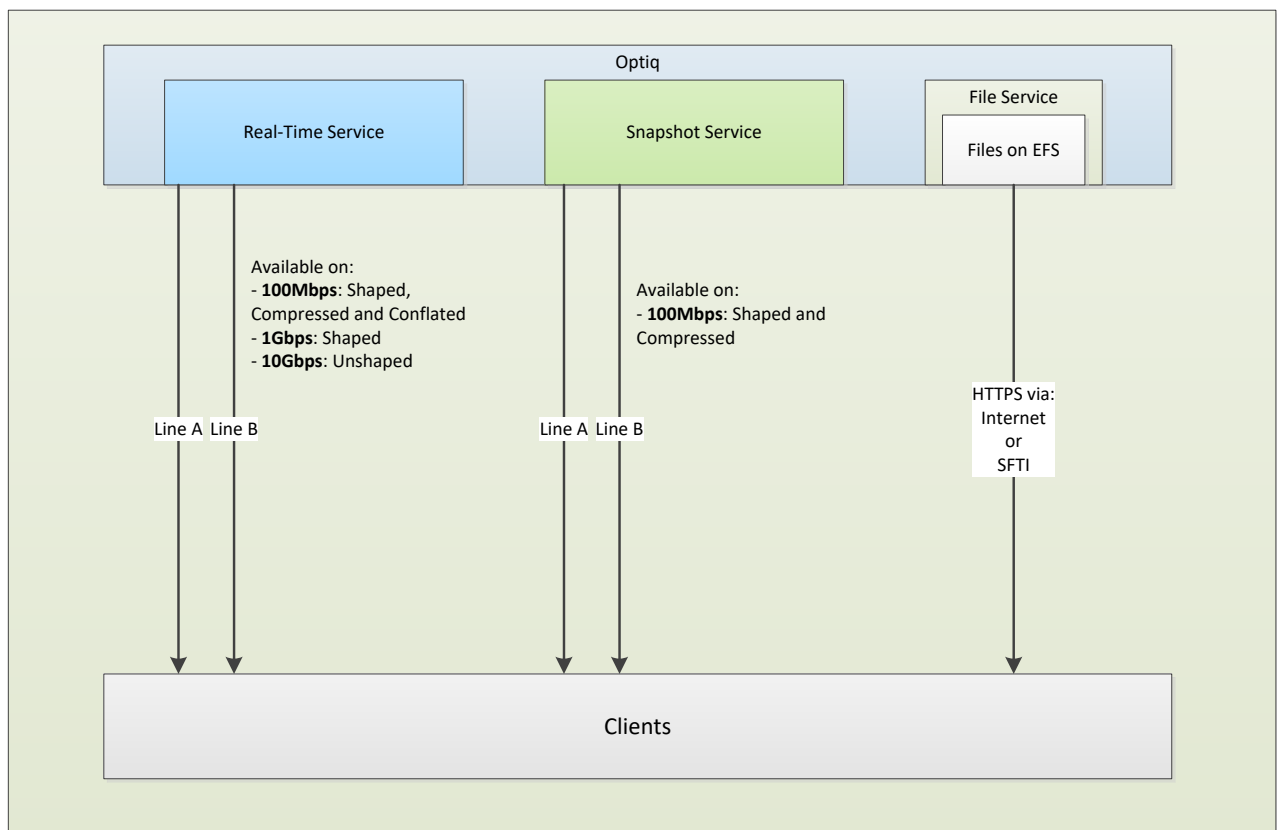 Optiq
Real-Time Service
Snapshot Service
File Service
Files on EFS
Available on:
- 100Mbps: Shaped,
Compressed and Conflated
- 1Gbps: Shaped
- 10Gbps: Unshaped
Available on:
- 100Mbps: Shaped and
Compressed
Line A
Line B
Line A
Line B
HTTPS via:
Internet
or
SFTI
Clients